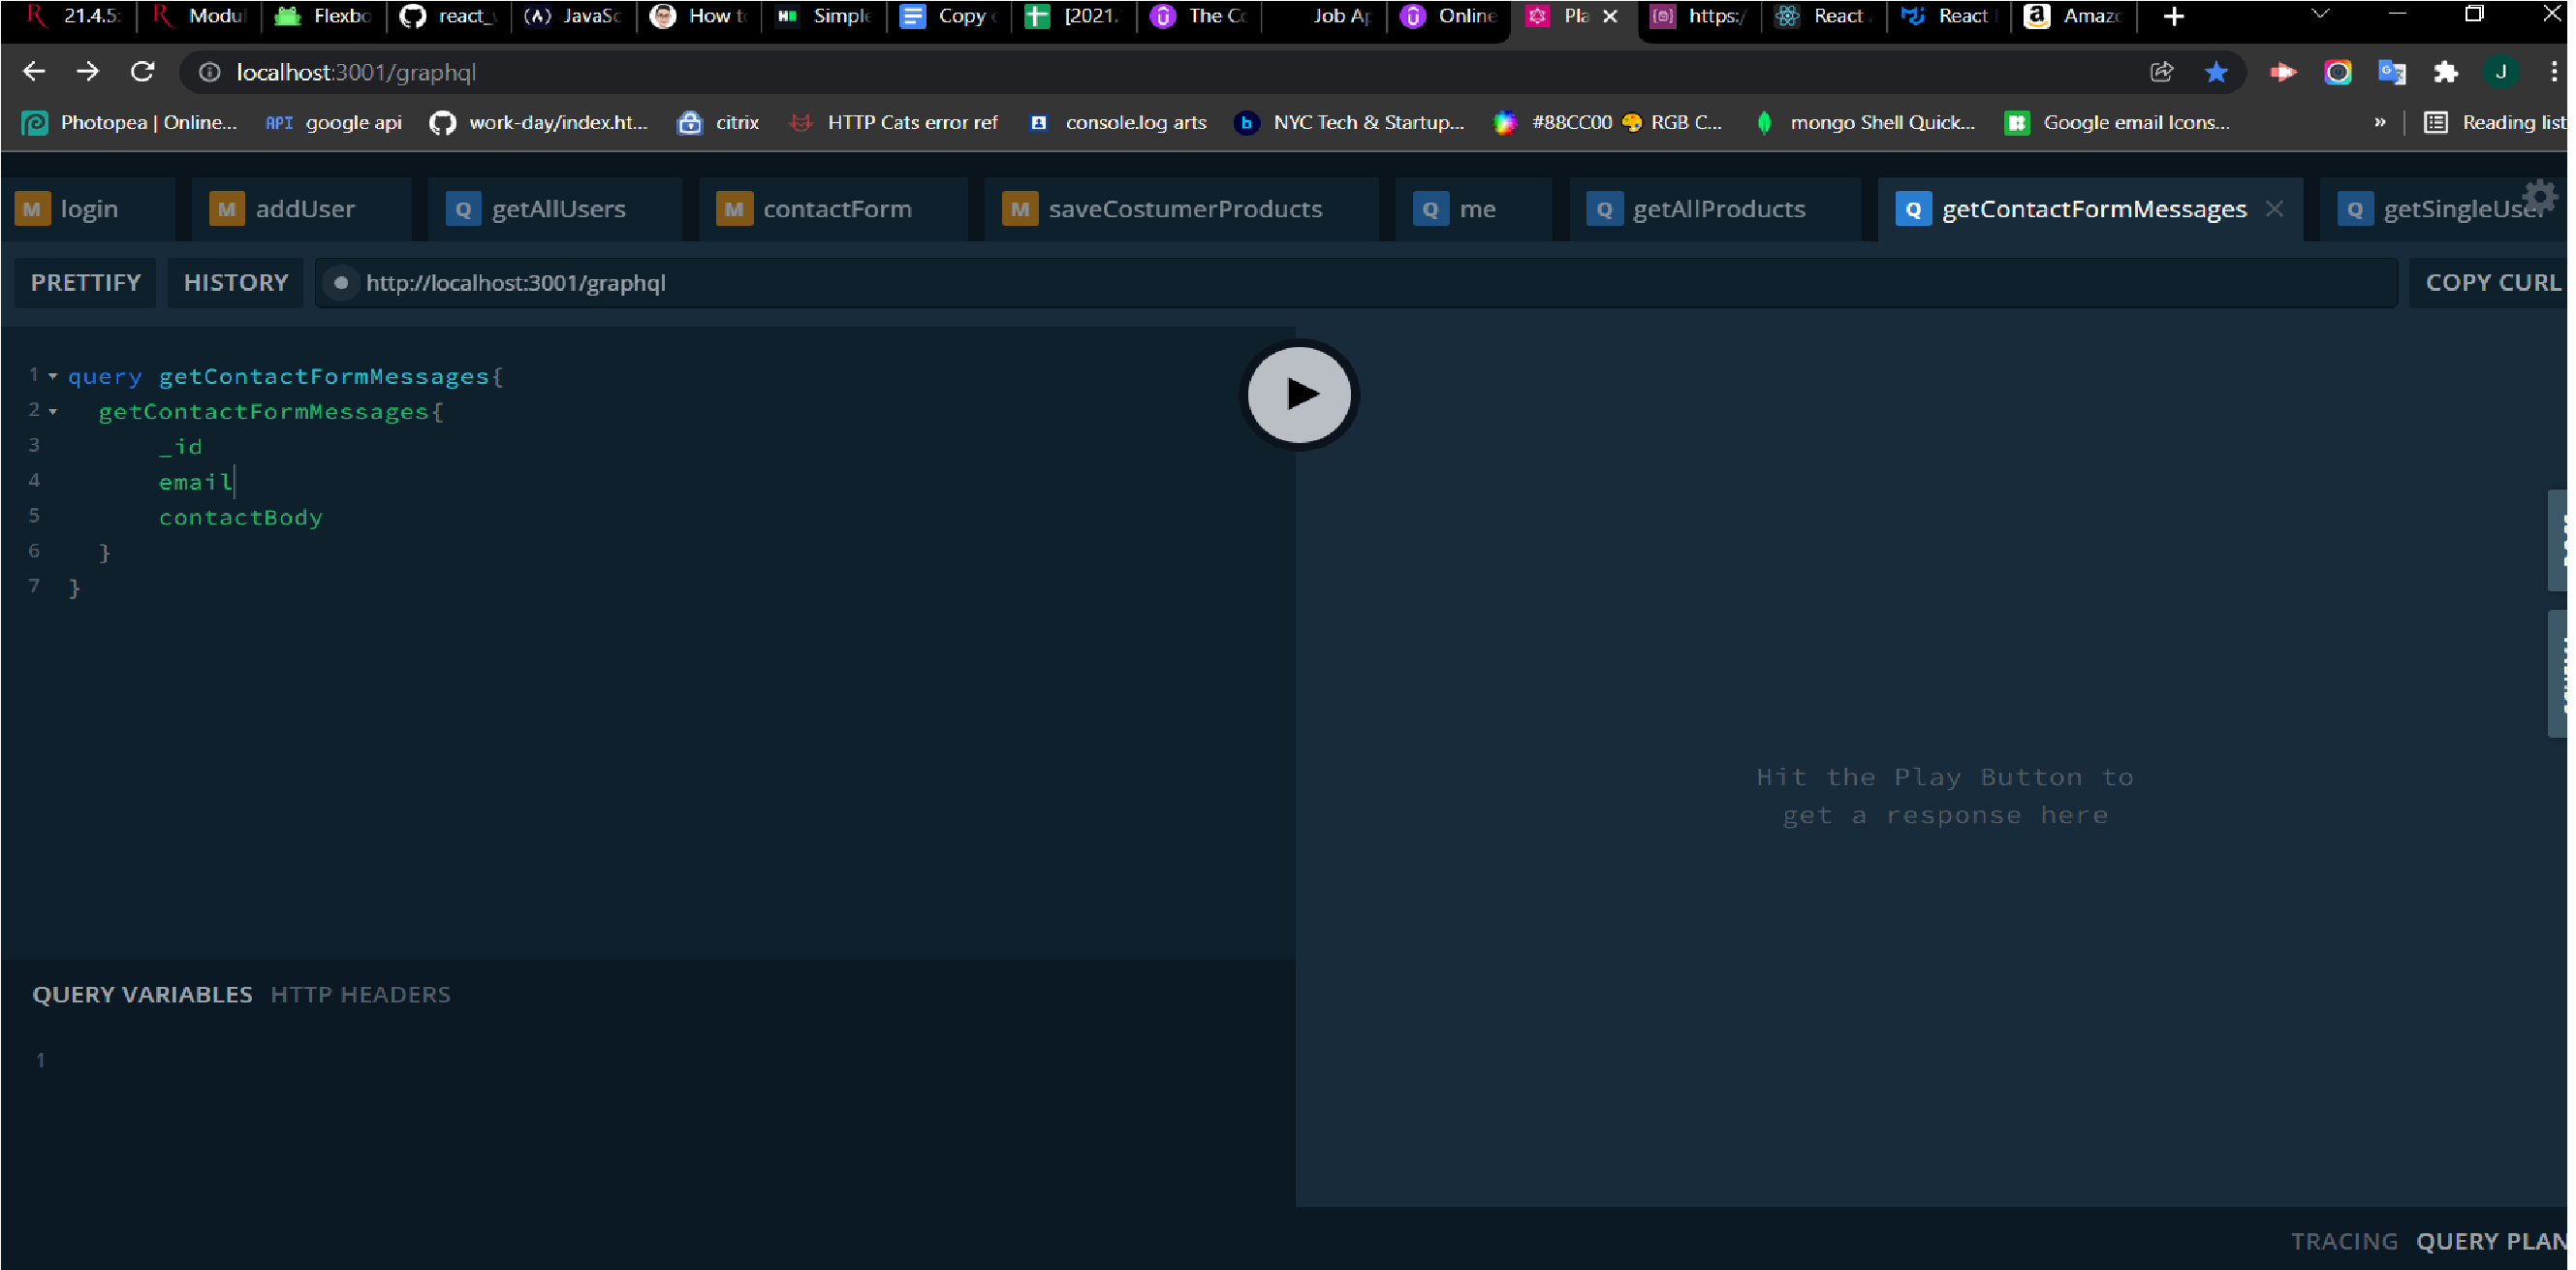 21.4.5: Modul Flexbo react_ JavaSc How to Simple Copy [2021. The Co Job Ap Online Pla https:/ React React Amazo
localhost:3001/graphql J
Photopea | Online... API google api work-day/index.ht... citrix HTTP Cats error ref console.log arts b NYC Tech & Startup... #88CC00 RGB C... mongo Shell Quick... Google email Icons... » Reading list
M login M addUser Q getAllUsers M contactForm M saveCostumerProducts Q me Q getAllProducts Q getContactFormMessages Q getSingleUser
PRETTIFY HISTORY http://localhost:3001/graphql COPY CURL
1 query getContactFormMessages{
2 getContactFormMessages{
3 _id
4 email
5 contactBody
6 }
7 }
Hit the Play Button to
get a response here
QUERY VARIABLES HTTP HEADERS
1
TRACING QUERY PLAN